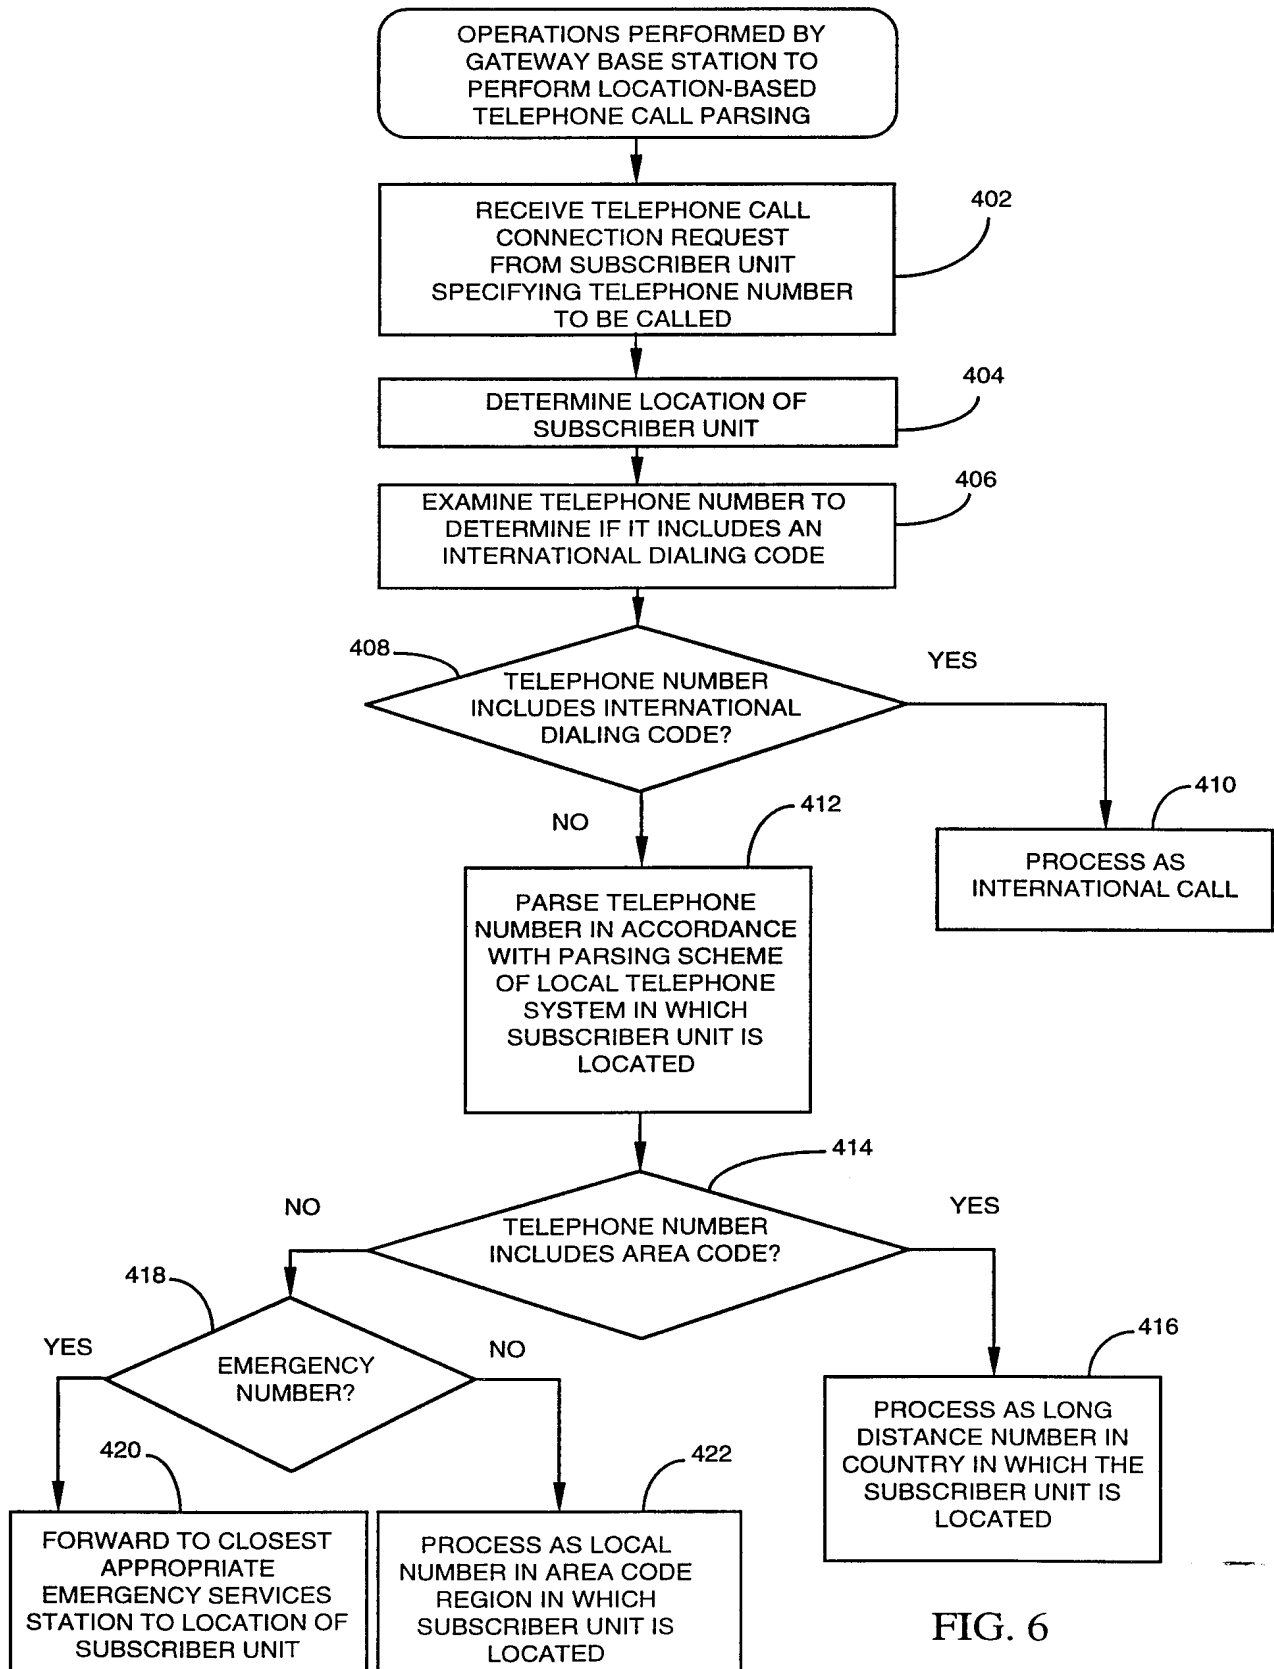 OPERATIONS PERFORMED BY
GATEWAY BASE STATION TO
PERFORM LOCATION-BASED
TELEPHONE CALL PARSING
RECEIVE TELEPHONE CALL
CONNECTION REQUEST
FROM SUBSCRIBER UNIT
SPECIFYING TELEPHONE NUMBER
TO BE CALLED
402
DETERMINE LOCATION OF
SUBSCRIBER UNIT
404
EXAMINE TELEPHONE NUMBER TO
DETERMINE IF IT INCLUDES AN
INTERNATIONAL DIALING CODE
406
408
TELEPHONE NUMBER
INCLUDES INTERNATIONAL
DIALING CODE?
YES
NO
410
PROCESS AS
INTERNATIONAL CALL
412
PARSE TELEPHONE
NUMBER IN ACCORDANCE
WITH PARSING SCHEME
OF LOCAL TELEPHONE
SYSTEM IN WHICH
SUBSCRIBER UNIT IS
LOCATED
414
TELEPHONE NUMBER
INCLUDES AREA CODE?
NO
YES
418
EMERGENCY
NUMBER?
YES
NO
416
PROCESS AS LONG
DISTANCE NUMBER IN
COUNTRY IN WHICH THE
SUBSCRIBER UNIT IS
LOCATED
420
FORWARD TO CLOSEST
APPROPRIATE
EMERGENCY SERVICES
STATION TO LOCATION OF
SUBSCRIBER UNIT
422
PROCESS AS LOCAL
NUMBER IN AREA CODE
REGION IN WHICH
SUBSCRIBER UNIT IS
LOCATED
FIG. 6